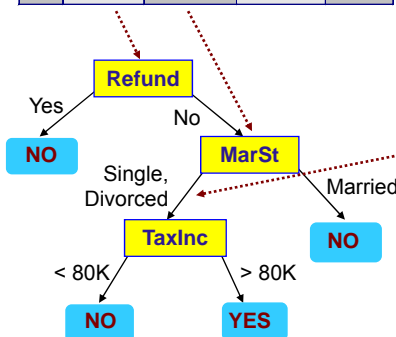 Refund
Yes
No
NO
MarSt
Single,
Divorced
Married
TaxInc
NO
< 80K
> 80K
NO
YES